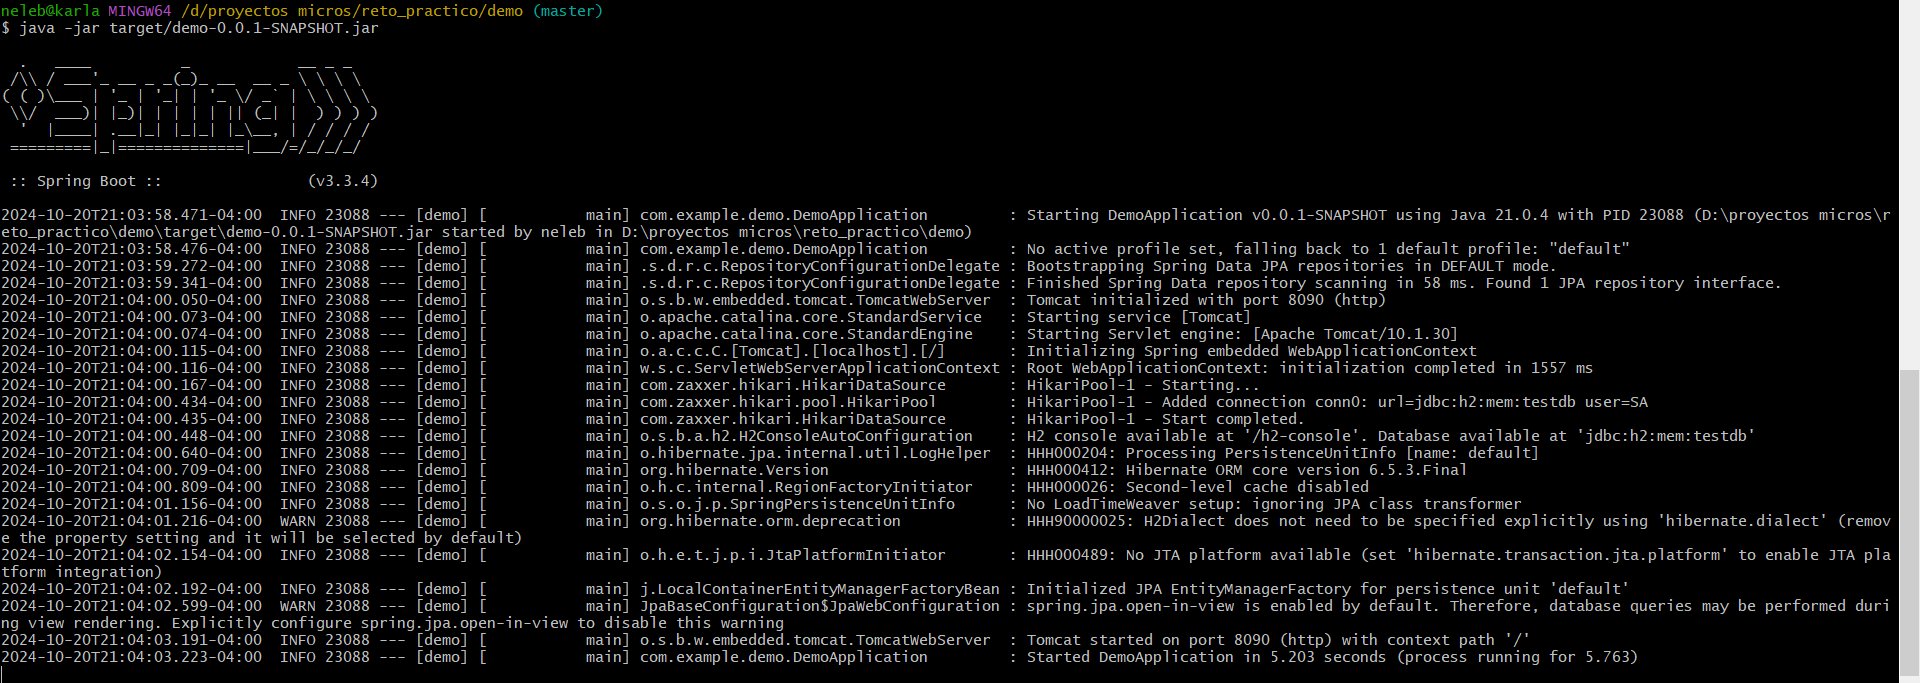 neleb@karla MINGW64 /d/proyectos micros/reto_practico/demo (master)
$ java -jar target/demo-0.0.1-SNAPSHOT.jar

  .   ____          _            __ _ _
 /\\ / ___'_ __ _ _(_)_ __  __ _ \ \ \ \
( ( )\___ | '_ | '_| | '_ \/ _` | \ \ \ \
 \\/  ___)| |_)| | | | | || (_| |  ) ) ) )
  '  |____| .__|_| |_|_| |_\__, | / / / /
 =========|_|==============|___/=/_/_/_/

 :: Spring Boot ::                (v3.3.4)

2024-10-20T21:03:58.471-04:00  INFO 23088 --- [demo] [           main] com.example.demo.DemoApplication         : Starting DemoApplication v0.0.1-SNAPSHOT using Java 21.0.4 with PID 23088 (D:\proyectos micros\r
eto_practico\demo\target\demo-0.0.1-SNAPSHOT.jar started by neleb in D:\proyectos micros\reto_practico\demo)
2024-10-20T21:03:58.476-04:00  INFO 23088 --- [demo] [           main] com.example.demo.DemoApplication         : No active profile set, falling back to 1 default profile: "default"
2024-10-20T21:03:59.272-04:00  INFO 23088 --- [demo] [           main] .s.d.r.c.RepositoryConfigurationDelegate : Bootstrapping Spring Data JPA repositories in DEFAULT mode.
2024-10-20T21:03:59.341-04:00  INFO 23088 --- [demo] [           main] .s.d.r.c.RepositoryConfigurationDelegate : Finished Spring Data repository scanning in 58 ms. Found 1 JPA repository interface.
2024-10-20T21:04:00.050-04:00  INFO 23088 --- [demo] [           main] o.s.b.w.embedded.tomcat.TomcatWebServer  : Tomcat initialized with port 8090 (http)
2024-10-20T21:04:00.073-04:00  INFO 23088 --- [demo] [           main] o.apache.catalina.core.StandardService   : Starting service [Tomcat]
2024-10-20T21:04:00.074-04:00  INFO 23088 --- [demo] [           main] o.apache.catalina.core.StandardEngine    : Starting Servlet engine: [Apache Tomcat/10.1.30]
2024-10-20T21:04:00.115-04:00  INFO 23088 --- [demo] [           main] o.a.c.c.C.[Tomcat].[localhost].[/]       : Initializing Spring embedded WebApplicationContext
2024-10-20T21:04:00.116-04:00  INFO 23088 --- [demo] [           main] w.s.c.ServletWebServerApplicationContext : Root WebApplicationContext: initialization completed in 1557 ms
2024-10-20T21:04:00.167-04:00  INFO 23088 --- [demo] [           main] com.zaxxer.hikari.HikariDataSource       : HikariPool-1 - Starting...
2024-10-20T21:04:00.434-04:00  INFO 23088 --- [demo] [           main] com.zaxxer.hikari.pool.HikariPool        : HikariPool-1 - Added connection conn0: url=jdbc:h2:mem:testdb user=SA
2024-10-20T21:04:00.435-04:00  INFO 23088 --- [demo] [           main] com.zaxxer.hikari.HikariDataSource       : HikariPool-1 - Start completed.
2024-10-20T21:04:00.448-04:00  INFO 23088 --- [demo] [           main] o.s.b.a.h2.H2ConsoleAutoConfiguration    : H2 console available at '/h2-console'. Database available at 'jdbc:h2:mem:testdb'
2024-10-20T21:04:00.640-04:00  INFO 23088 --- [demo] [           main] o.hibernate.jpa.internal.util.LogHelper  : HHH000204: Processing PersistenceUnitInfo [name: default]
2024-10-20T21:04:00.709-04:00  INFO 23088 --- [demo] [           main] org.hibernate.Version                    : HHH000412: Hibernate ORM core version 6.5.3.Final
2024-10-20T21:04:00.809-04:00  INFO 23088 --- [demo] [           main] o.h.c.internal.RegionFactoryInitiator    : HHH000026: Second-level cache disabled
2024-10-20T21:04:01.156-04:00  INFO 23088 --- [demo] [           main] o.s.o.j.p.SpringPersistenceUnitInfo      : No LoadTimeWeaver setup: ignoring JPA class transformer
2024-10-20T21:04:01.216-04:00  WARN 23088 --- [demo] [           main] org.hibernate.orm.deprecation            : HHH90000025: H2Dialect does not need to be specified explicitly using 'hibernate.dialect' (remov
e the property setting and it will be selected by default)
2024-10-20T21:04:02.154-04:00  INFO 23088 --- [demo] [           main] o.h.e.t.j.p.i.JtaPlatformInitiator       : HHH000489: No JTA platform available (set 'hibernate.transaction.jta.platform' to enable JTA pla
tform integration)
2024-10-20T21:04:02.192-04:00  INFO 23088 --- [demo] [           main] j.LocalContainerEntityManagerFactoryBean : Initialized JPA EntityManagerFactory for persistence unit 'default'
2024-10-20T21:04:02.599-04:00  WARN 23088 --- [demo] [           main] JpaBaseConfiguration$JpaWebConfiguration : spring.jpa.open-in-view is enabled by default. Therefore, database queries may be performed duri
ng view rendering. Explicitly configure spring.jpa.open-in-view to disable this warning
2024-10-20T21:04:03.191-04:00  INFO 23088 --- [demo] [           main] o.s.b.w.embedded.tomcat.TomcatWebServer  : Tomcat started on port 8090 (http) with context path '/'
2024-10-20T21:04:03.223-04:00  INFO 23088 --- [demo] [           main] com.example.demo.DemoApplication         : Started DemoApplication in 5.203 seconds (process running for 5.763)